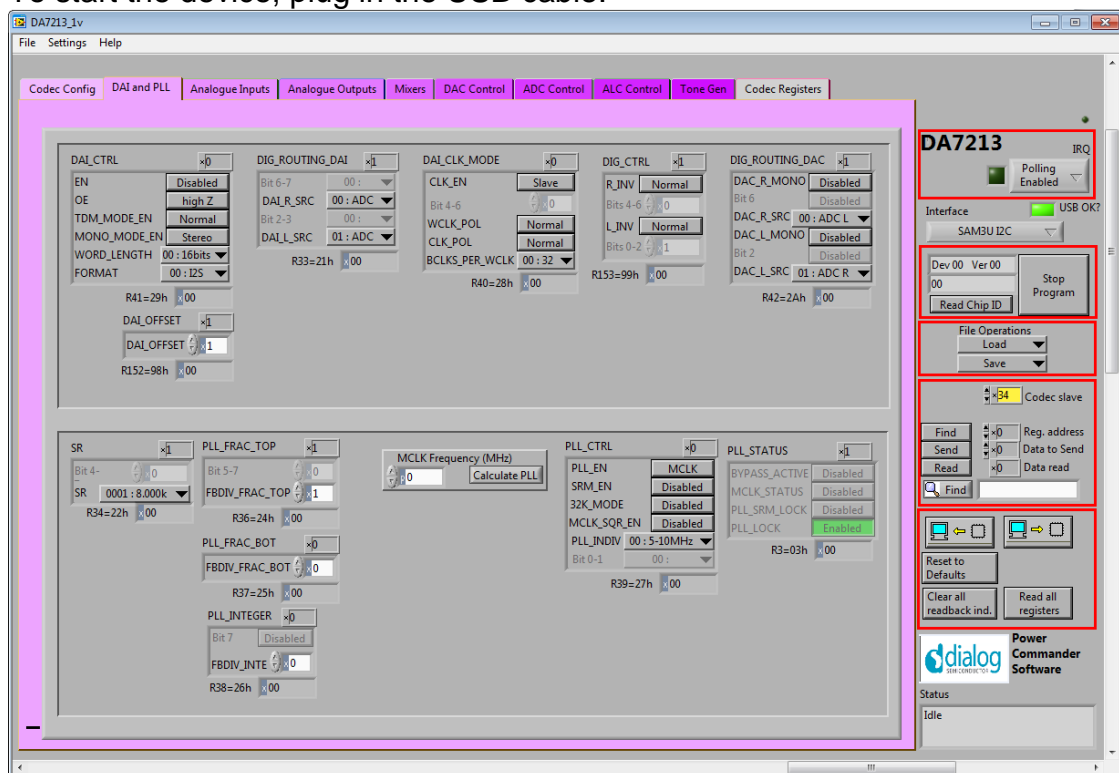 To start the device, plug in the USB cable.
DA7213_1v
File Settings Help
Codec Config DAI and PLL Analogue Inputs Analogue Outputs Mixers DAC Control ADC Control ALC Control Tone Gen Codec Registers
DAI_CTRL x0
EN Disabled
OE high Z
TDM_MODE_EN Normal
MONO_MODE_EN Stereo
WORD_LENGTH 00 : 16bits
FORMAT 00 : I2S
R41=29h x00
DAI_OFFSET x1
DAI_OFFSET x1
R152=98h x00
DIG_ROUTING_DAI x1
Bit 6-7 00 :
DAI_R_SRC 00 : ADC
Bit 2-3 00 :
DAI_L_SRC 01 : ADC
R33=21h x00
DAI_CLK_MODE x0
CLK_EN Slave
Bit 4-6 x0
WCLK_POL Normal
CLK_POL Normal
BCLKS_PER_WCLK 00 : 32
R40=28h x00
DIG_CTRL x1
R_INV Normal
Bits 4-6 x0
L_INV Normal
Bits 0-2 x1
R153=99h x00
DIG_ROUTING_DAC x1
DAC_R_MONO Disabled
Bit 6 Disabled
DAC_R_SRC 00 : ADC L
DAC_L_MONO Disabled
Bit 2 Disabled
DAC_L_SRC 01 : ADC R
R42=2Ah x00
SR x1
Bit 4- x0
SR 0001 : 8.000k
R34=22h x00
PLL_FRAC_TOP x1
Bit 5-7 x0
FBDIV_FRAC_TOP x1
R36=24h x00
PLL_FRAC_BOT x0
FBDIV_FRAC_BOT x0
R37=25h x00
PLL_INTEGER x0
Bit 7 Disabled
FBDIV_INTE x0
R38=26h x00
MCLK Frequency (MHz)
x0 Calculate PLL
PLL_CTRL x0
PLL_EN MCLK
SRM_EN Disabled
32K_MODE Disabled
MCLK_SQR_EN Disabled
PLL_INDIV 00 : 5-10MHz
Bit 0-1 00 :
R39=27h x00
PLL_STATUS x1
BYPASS_ACTIVE Disabled
MCLK_STATUS Disabled
PLL_SRM_LOCK Disabled
PLL_LOCK Enabled
R3=03h x00
DA7213 IRQ
Polling
Enabled
Interface USB OK?
SAM3U I2C
Dev 00 Ver 00
00
Read Chip ID
Stop
Program
File Operations
Load
Save
x34 Codec slave
Find x0 Reg. address
Send x0 Data to Send
Read x0 Data read
Find
Reset to
Defaults
Clear all
readback ind.
Read all
registers
dialog
SEMICONDUCTOR
Power
Commander
Software
Status
Idle